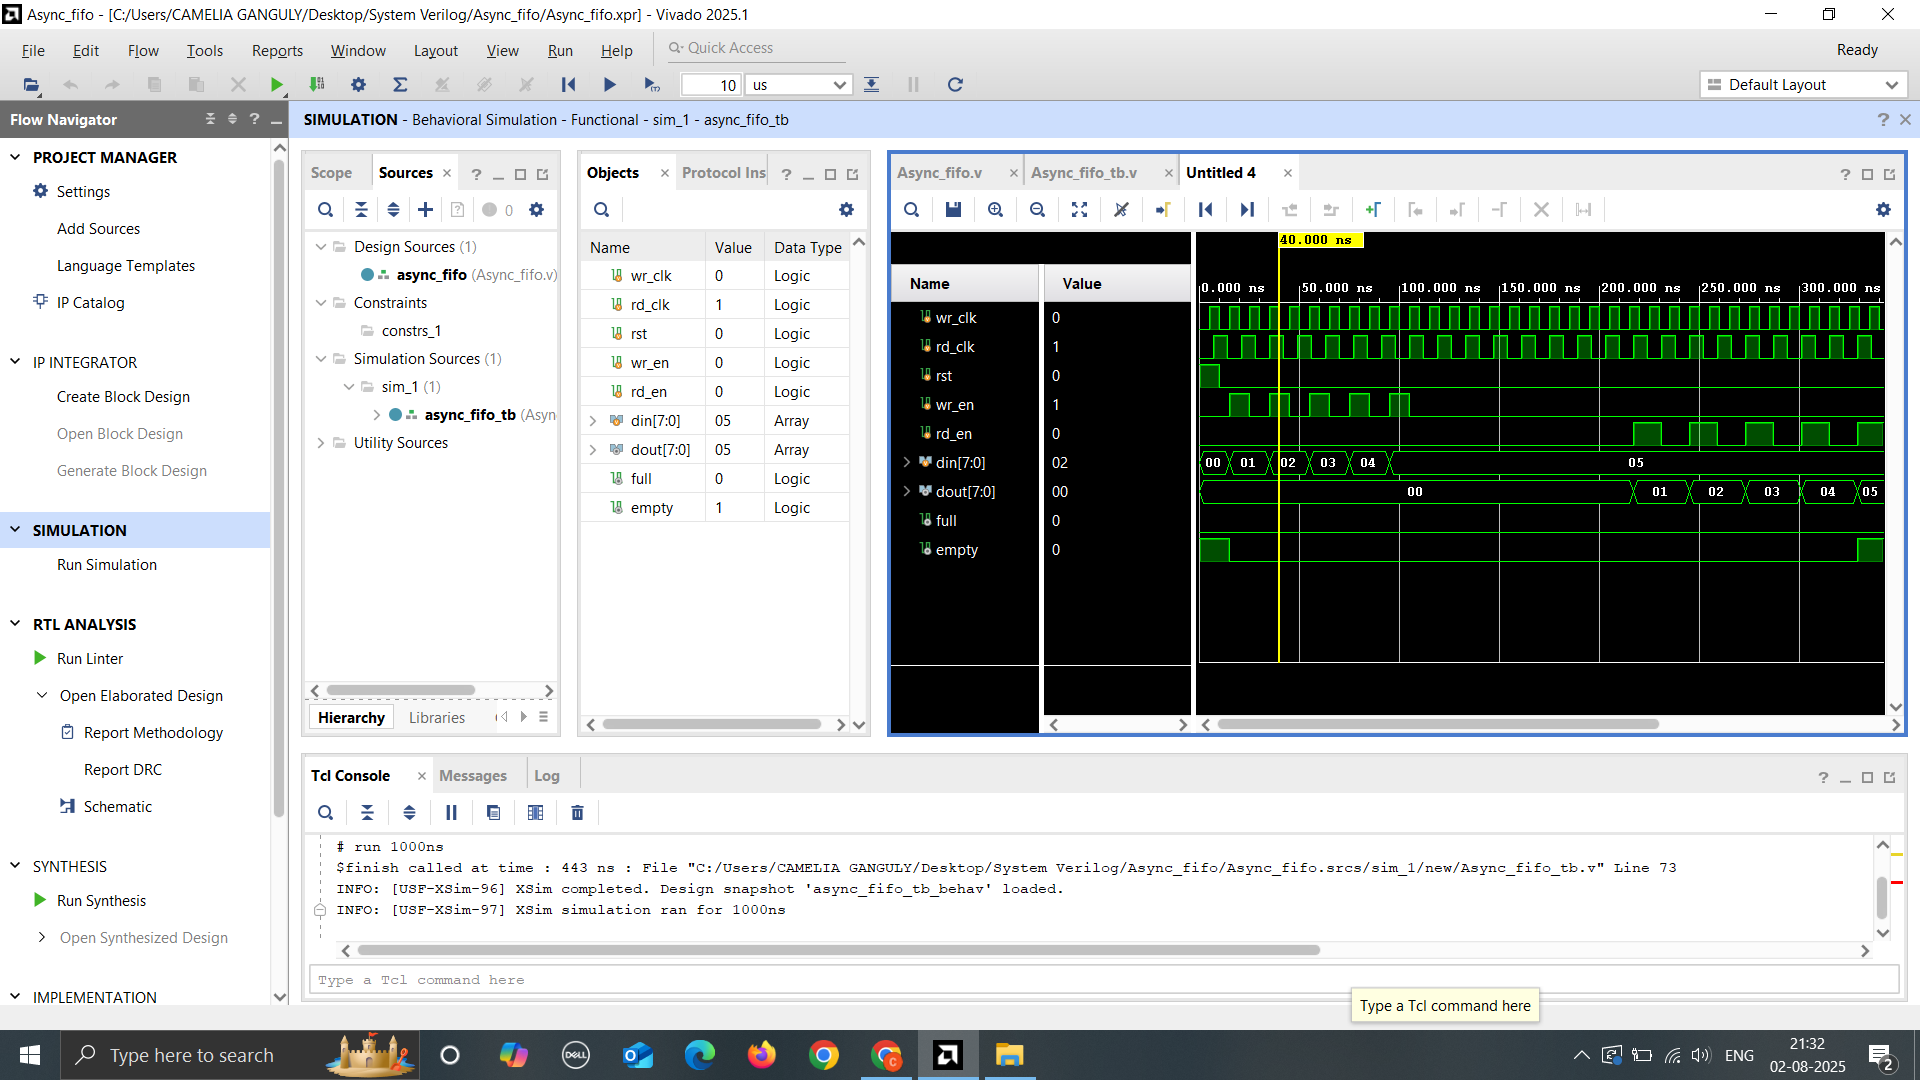 Async_fifo - [C:/Users/CAMELIA GANGULY/Desktop/System Verilog/Async_fifo/Async_fifo.xpr] - Vivado 2025.1
File Edit Flow Tools Reports Window Layout View Run Help Quick Access Ready
10 us Default Layout
Flow Navigator
PROJECT MANAGER
Settings
Add Sources
Language Templates
IP Catalog
IP INTEGRATOR
Create Block Design
Open Block Design
Generate Block Design
SIMULATION
Run Simulation
RTL ANALYSIS
Run Linter
Open Elaborated Design
Report Methodology
Report DRC
Schematic
SYNTHESIS
Run Synthesis
Open Synthesized Design
IMPLEMENTATION
SIMULATION - Behavioral Simulation - Functional - sim_1 - async_fifo_tb
Scope Sources
0
Design Sources (1)
async_fifo (Async_fifo.v)
Constraints
constrs_1
Simulation Sources (1)
sim_1 (1)
async_fifo_tb (Asyn
Utility Sources
Hierarchy Libraries
Objects Protocol Ins
Name Value Data Type
wr_clk 0 Logic
rd_clk 1 Logic
rst 0 Logic
wr_en 0 Logic
rd_en 0 Logic
din[7:0] 05 Array
dout[7:0] 05 Array
full 0 Logic
empty 1 Logic
Async_fifo.v Async_fifo_tb.v Untitled 4
40.000 ns
Name Value
0.000 ns 50.000 ns 100.000 ns 150.000 ns 200.000 ns 250.000 ns 300.000 ns
wr_clk 0
rd_clk 1
rst 0
wr_en 1
rd_en 0
din[7:0] 02 00 01 02 03 04 05
dout[7:0] 00 00 01 02 03 04 05
full 0
empty 0
Tcl Console Messages Log
# run 1000ns
$finish called at time : 443 ns : File "C:/Users/CAMELIA GANGULY/Desktop/System Verilog/Async_fifo/Async_fifo.srcs/sim_1/new/Async_fifo_tb.v" Line 73
INFO: [USF-XSim-96] XSim completed. Design snapshot 'async_fifo_tb_behav' loaded.
INFO: [USF-XSim-97] XSim simulation ran for 1000ns
Type a Tcl command here
Type a Tcl command here
Type here to search
DELL
ENG
21:32
02-08-2025
2